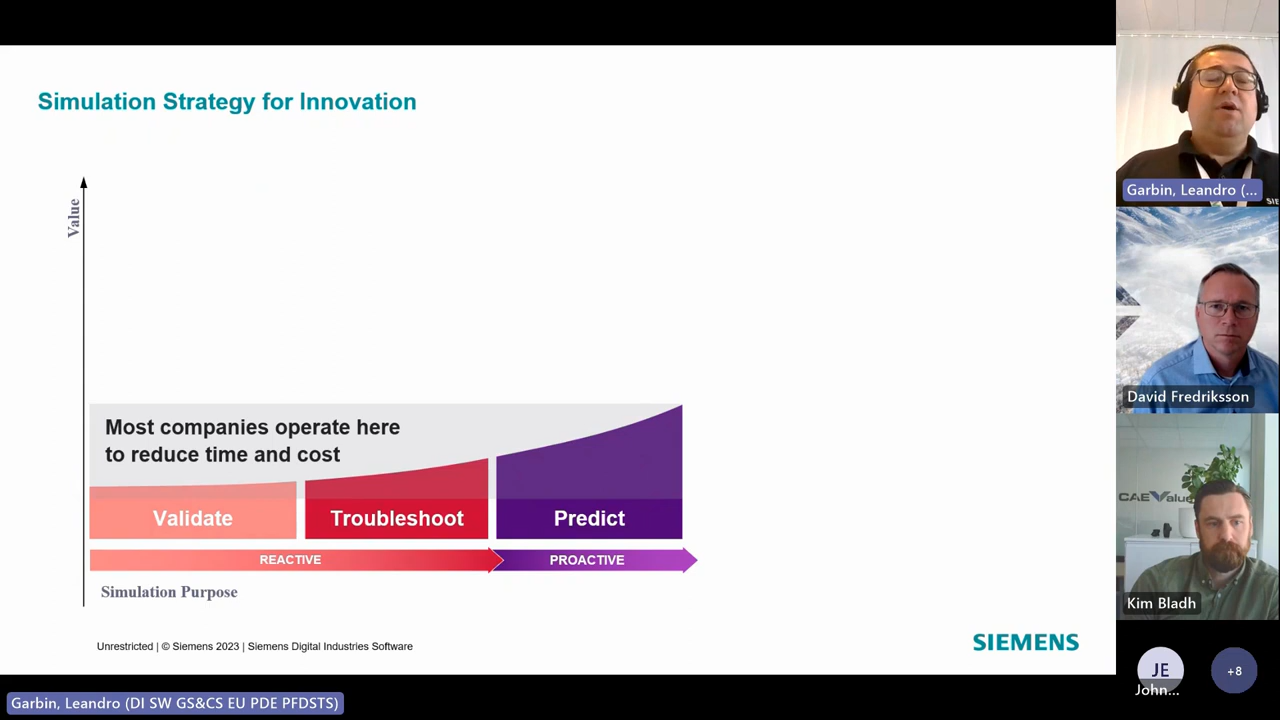 Simulation Strategy for Innovation
Value
Most companies operate here
to reduce time and cost
Validate
Troubleshoot
Predict
REACTIVE
PROACTIVE
Simulation Purpose
Unrestricted | © Siemens 2023 | Siemens Digital Industries Software
SIEMENS
Garbin, Leandro (DI SW GS&CS EU PDE PFDSTS)
Garbin, Leandro (...
SIE
David Fredriksson
CAEValue
Kim Bladh
JE
John...
+8